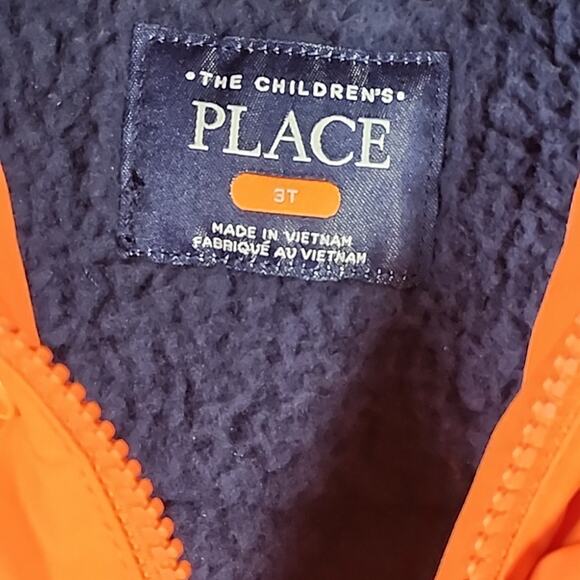 •THE CHILDREN'S•
PLACE
3T
MADE IN VIETNAM
FABRIQUÉ AU VIETNAM